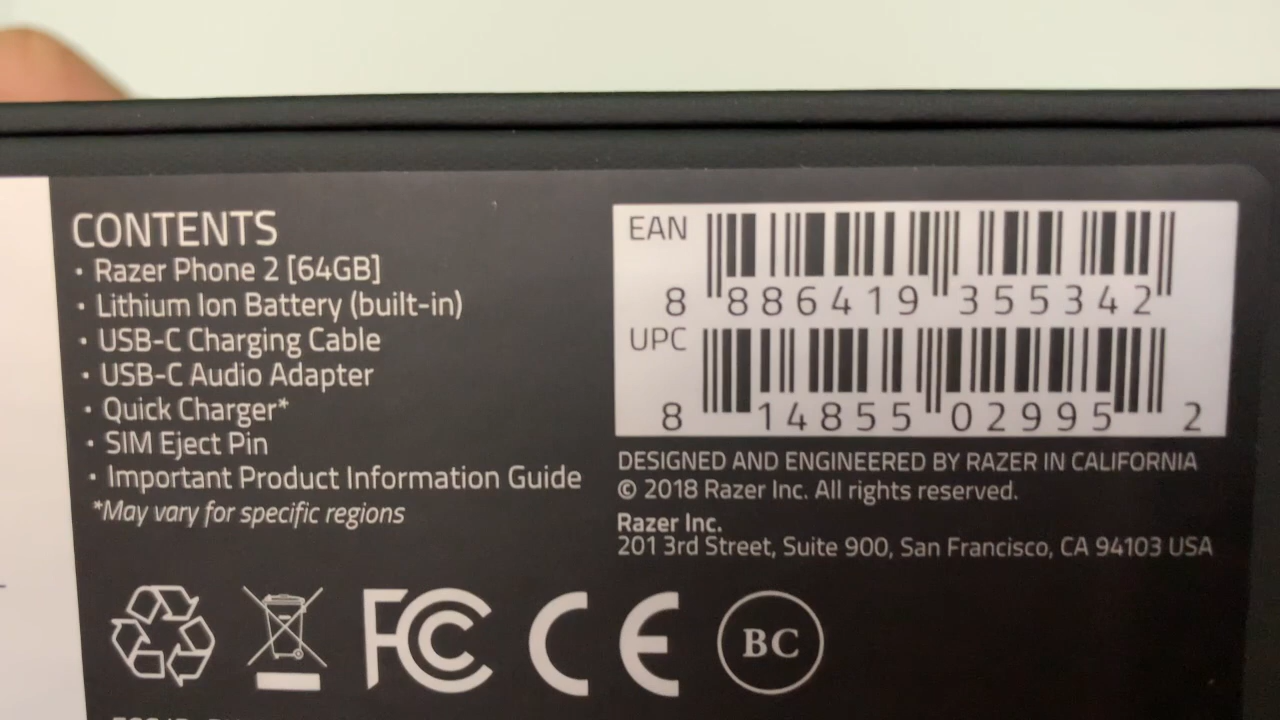 CONTENTS
· Razer Phone 2 [64GB]
· Lithium Ion Battery (built-in)
· USB-C Charging Cable
· USB-C Audio Adapter
· Quick Charger*
· SIM Eject Pin
· Important Product Information Guide
*May vary for specific regions
EAN
8 886419 355342
UPC
8 14855 02995 2
DESIGNED AND ENGINEERED BY RAZER IN CALIFORNIA
© 2018 Razer Inc. All rights reserved.
Razer Inc.
201 3rd Street, Suite 900, San Francisco, CA 94103 USA
FC CE BC